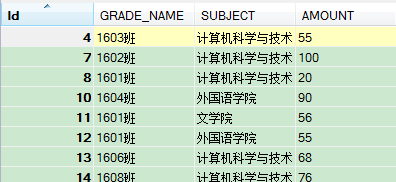 Id GRADE_NAME SUBJECT AMOUNT
4 1603班 计算机科学与技术 55
7 1602班 计算机科学与技术 100
8 1601班 计算机科学与技术 20
10 1604班 外国语学院 90
11 1601班 文学院 56
12 1601班 外国语学院 55
13 1606班 计算机科学与技术 68
14 1608班 计算机科学与技术 76